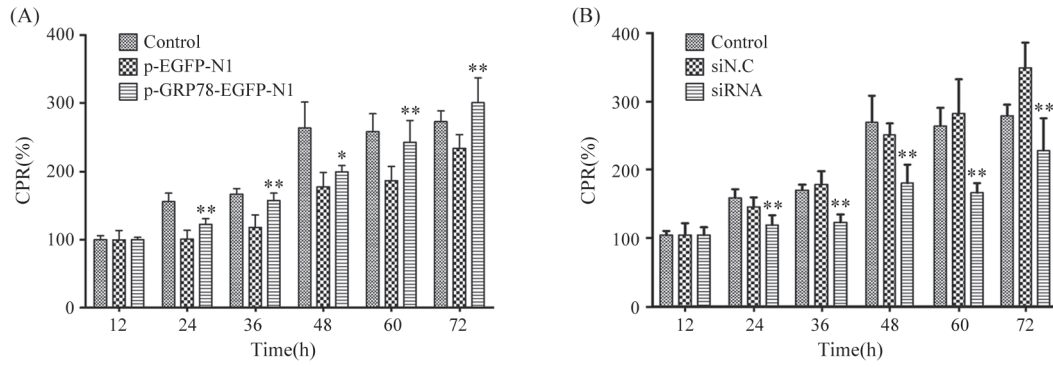 (A)
400
300
200
100
0
CPR(%)
Control
p-EGFP-N1
p-GRP78-EGFP-N1
**
**
*
**
**
12 24 36 48 60 72
Time(h)
(B)
400
300
200
100
0
CPR(%)
Control
siN.C
siRNA
**
**
**
**
**
12 24 36 48 60 72
Time(h)